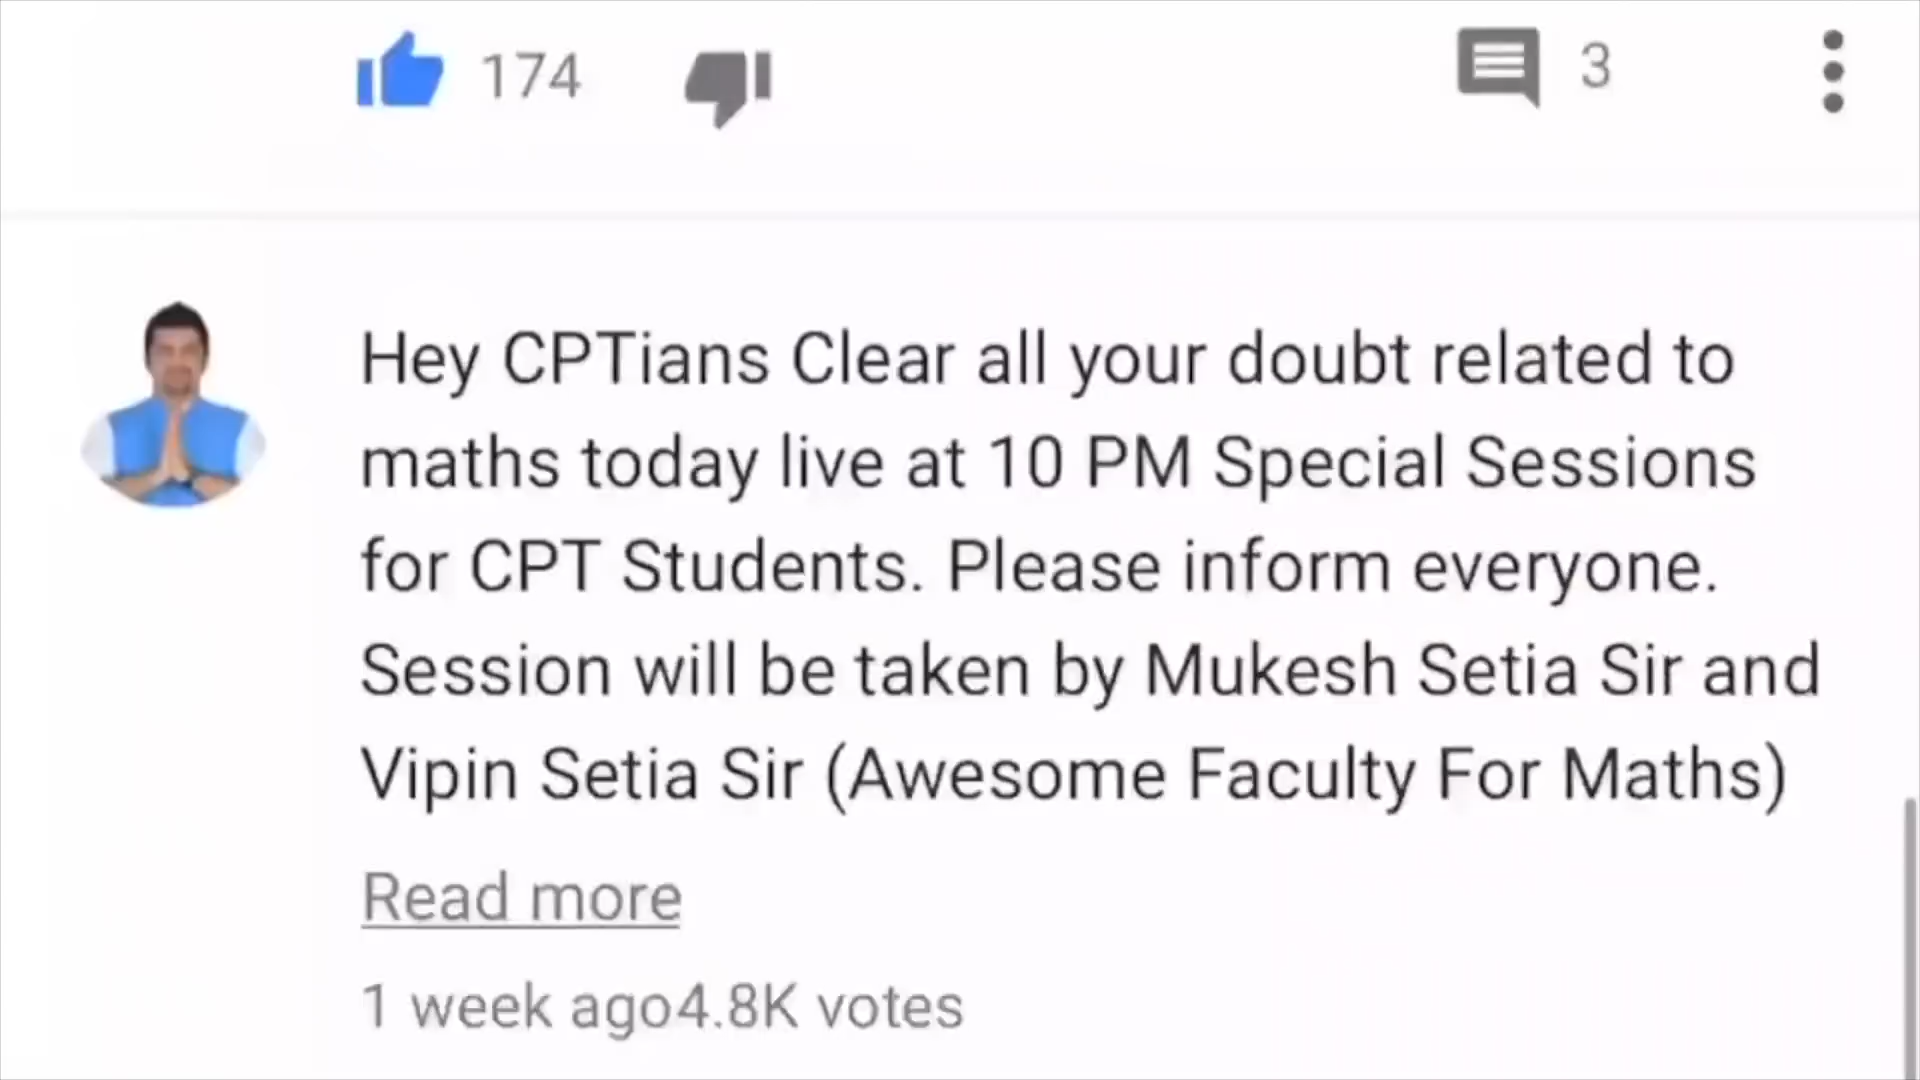 174
3
Hey CPTians Clear all your doubt related to
maths today live at 10 PM Special Sessions
for CPT Students. Please inform everyone.
Session will be taken by Mukesh Setia Sir and
Vipin Setia Sir (Awesome Faculty For Maths)
Read more
1 week ago4.8K votes